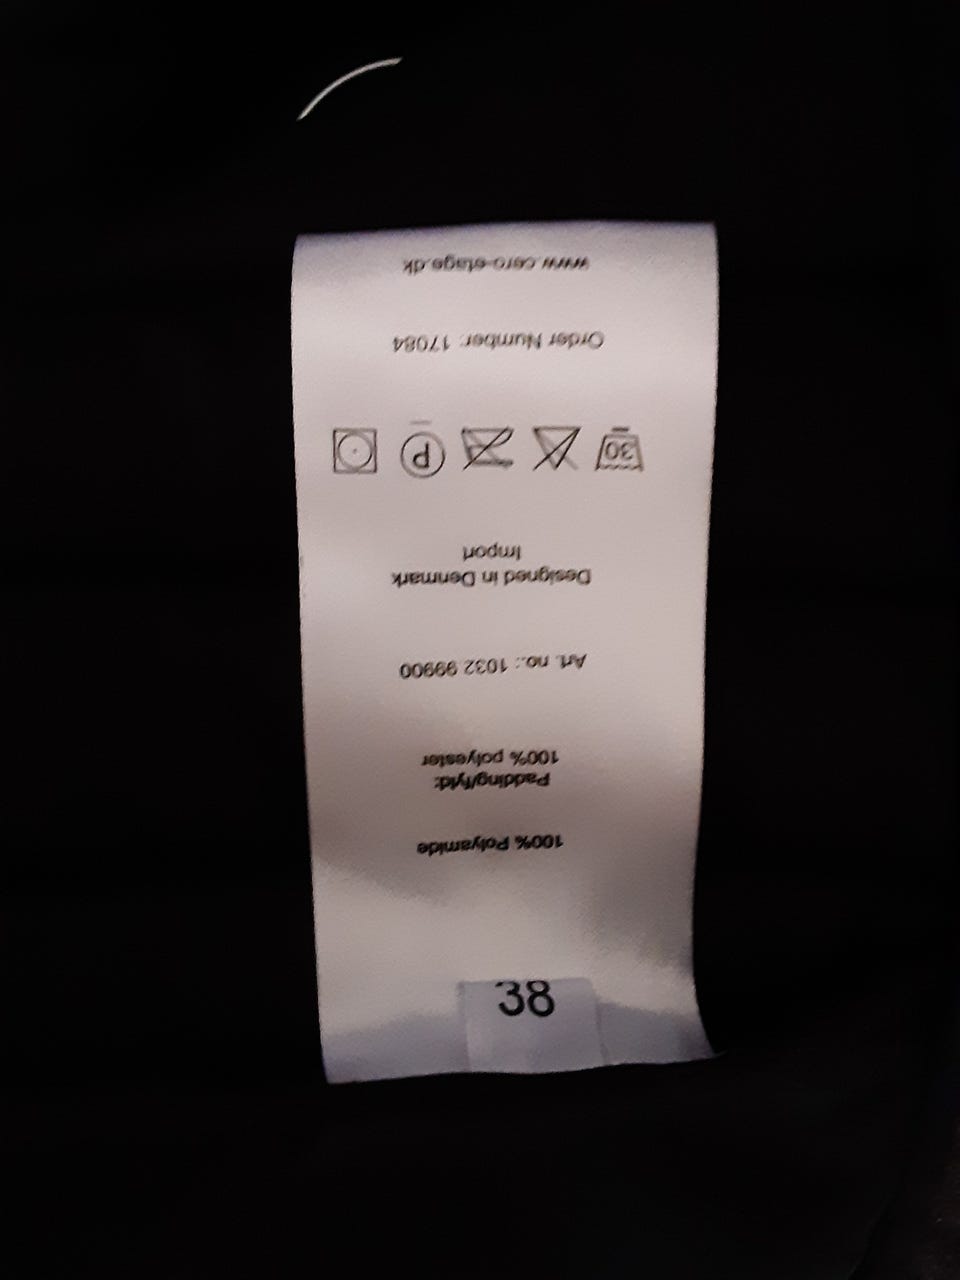 38
100% Polyamide
Padding/fyld:
100% polyester
Art. no.: 1032 99900
Designed in Denmark
Import
30 P
Order Number: 17084
www.cero-etage.dk